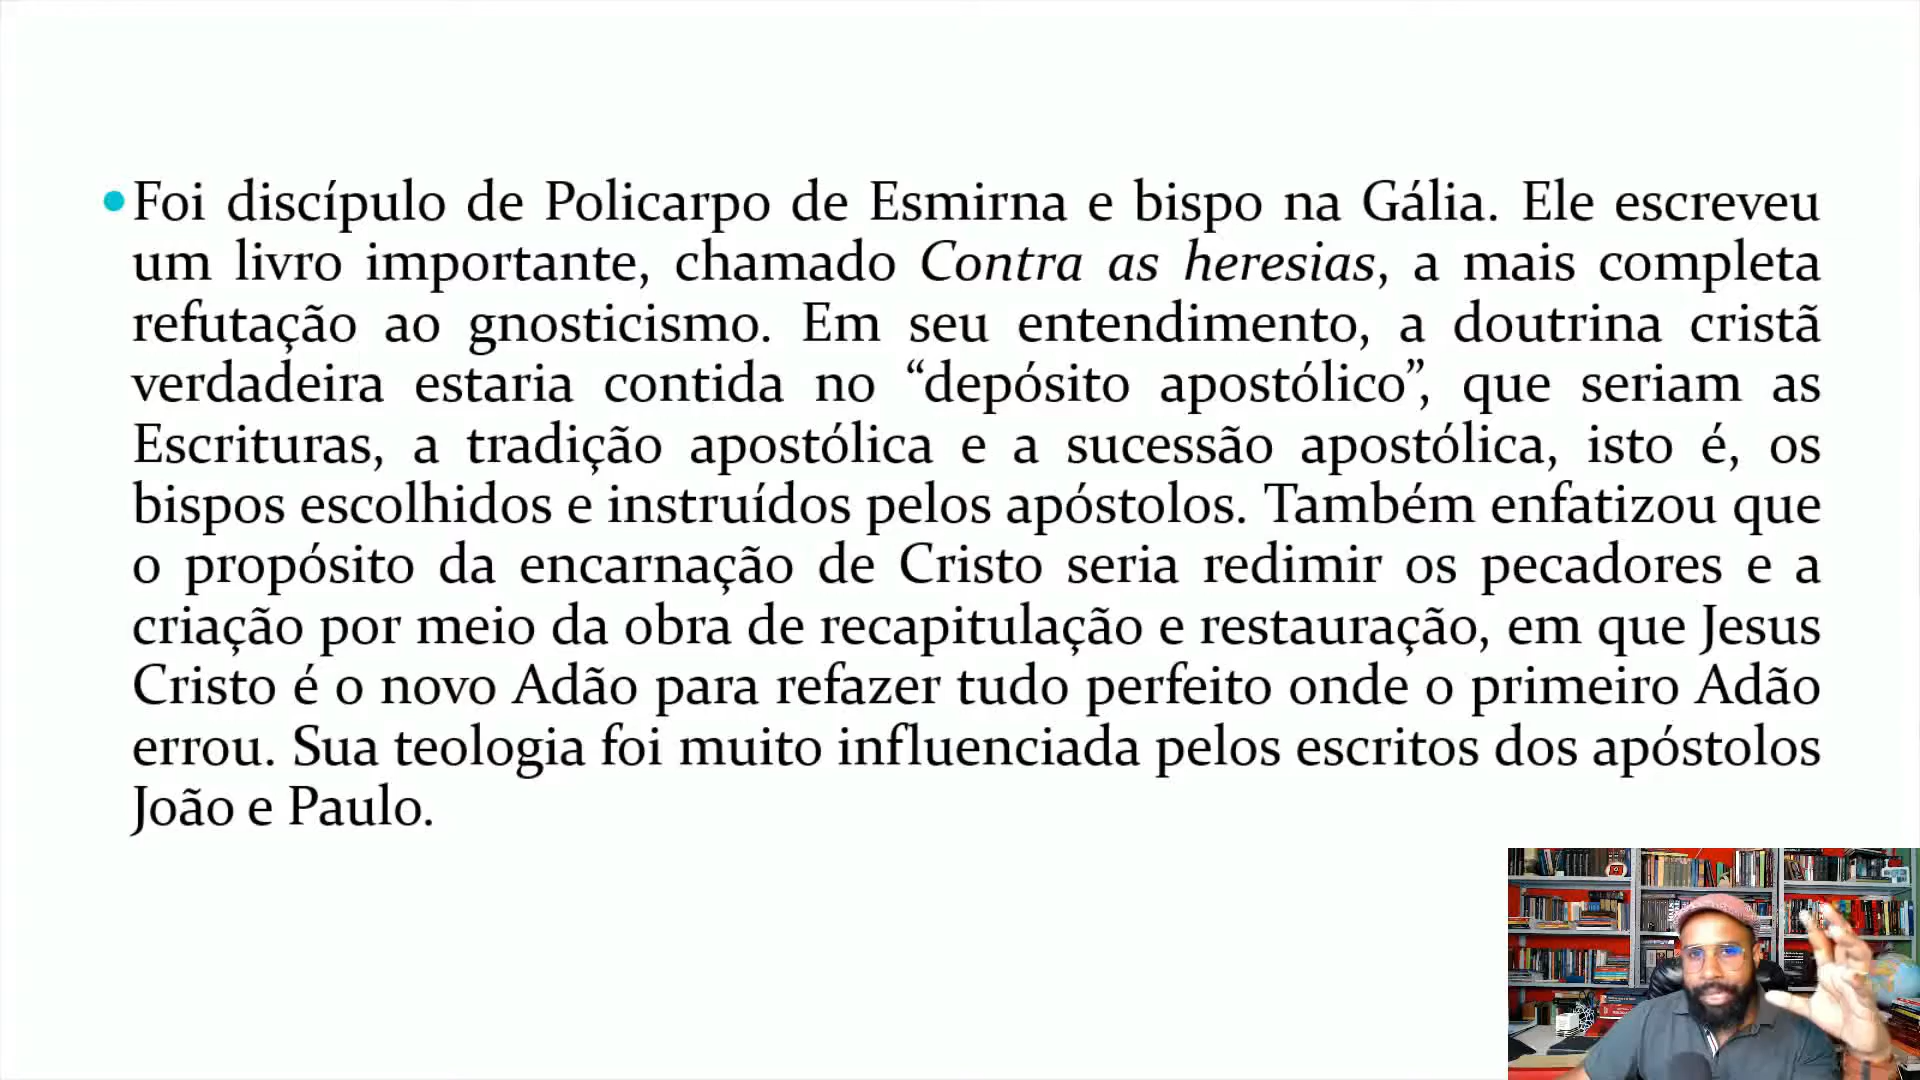 •Foi discípulo de Policarpo de Esmirna e bispo na Gália. Ele escreveu
um livro importante, chamado Contra as heresias, a mais completa
refutação ao gnosticismo. Em seu entendimento, a doutrina cristã
verdadeira estaria contida no “depósito apostólico”, que seriam as
Escrituras, a tradição apostólica e a sucessão apostólica, isto é, os
bispos escolhidos e instruídos pelos apóstolos. Também enfatizou que
o propósito da encarnação de Cristo seria redimir os pecadores e a
criação por meio da obra de recapitulação e restauração, em que Jesus
Cristo é o novo Adão para refazer tudo perfeito onde o primeiro Adão
errou. Sua teologia foi muito influenciada pelos escritos dos apóstolos
João e Paulo.